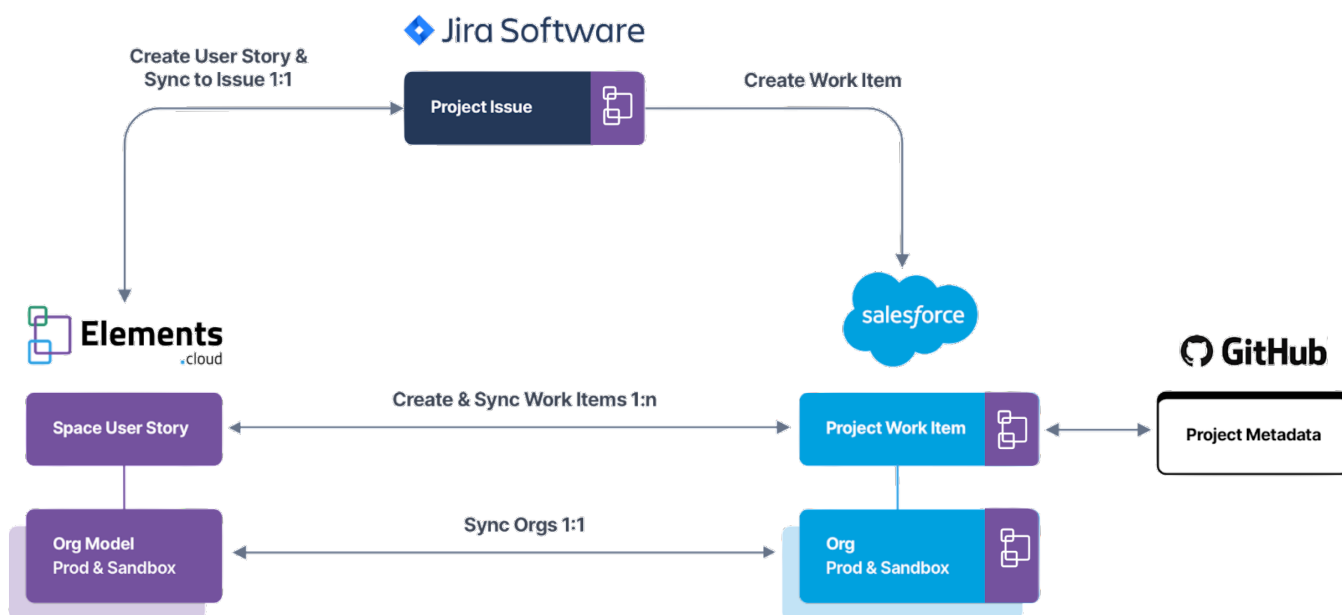 Jira Software
Create User Story &
Sync to Issue 1:1
Project Issue
Create Work Item
salesforce
Elements
.cloud
GitHub
Space User Story
Create & Sync Work Items 1:n
Project Work Item
Project Metadata
Org Model
Prod & Sandbox
Sync Orgs 1:1
Org
Prod & Sandbox